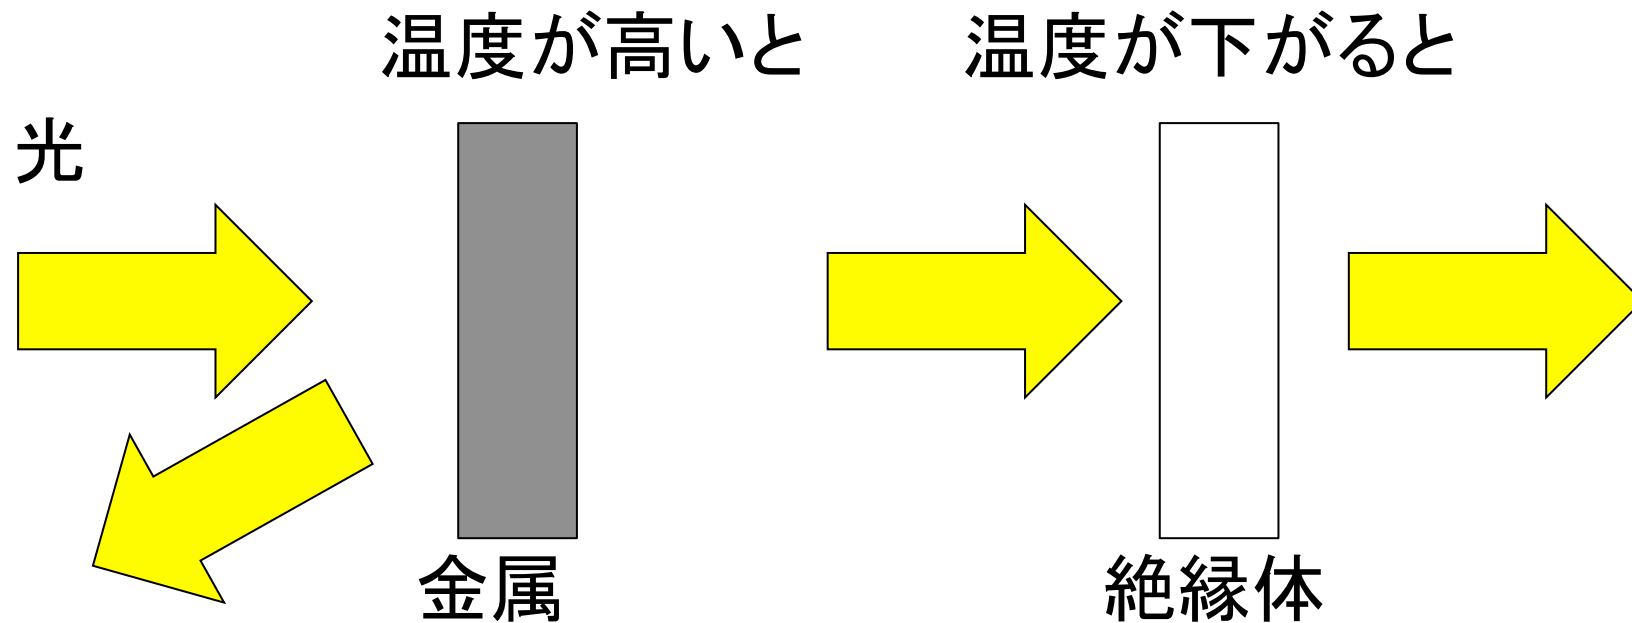 温度が高いと
温度が下がると
光
金属
絶縁体